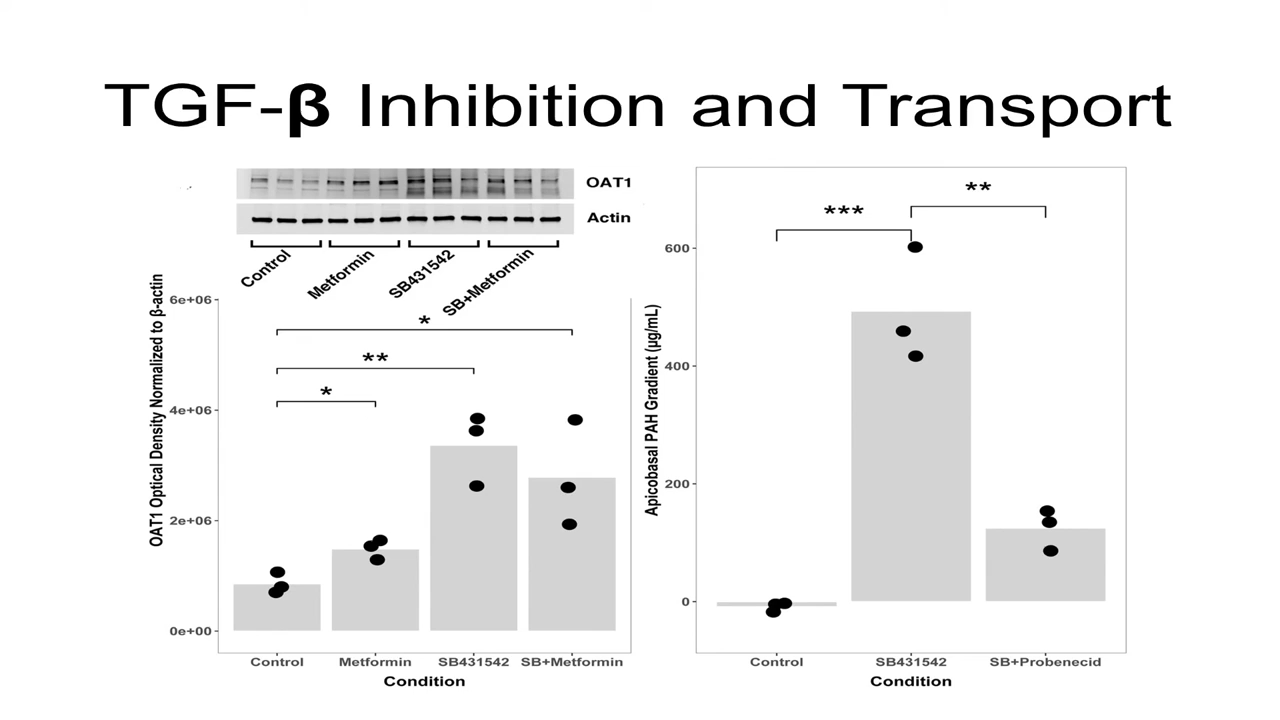 TGF-β Inhibition and Transport
OAT1
Actin
Control
Metformin
SB431542
SB+Metformin
OAT1 Optical Density Normalized to β-actin
6e+06
4e+06
2e+06
0e+00
*
**
*
Control
Metformin
SB431542
SB+Metformin
Condition
Apicobasal PAH Gradient (µg/mL)
600
400
200
0
***
**
Control
SB431542
SB+Probenecid
Condition